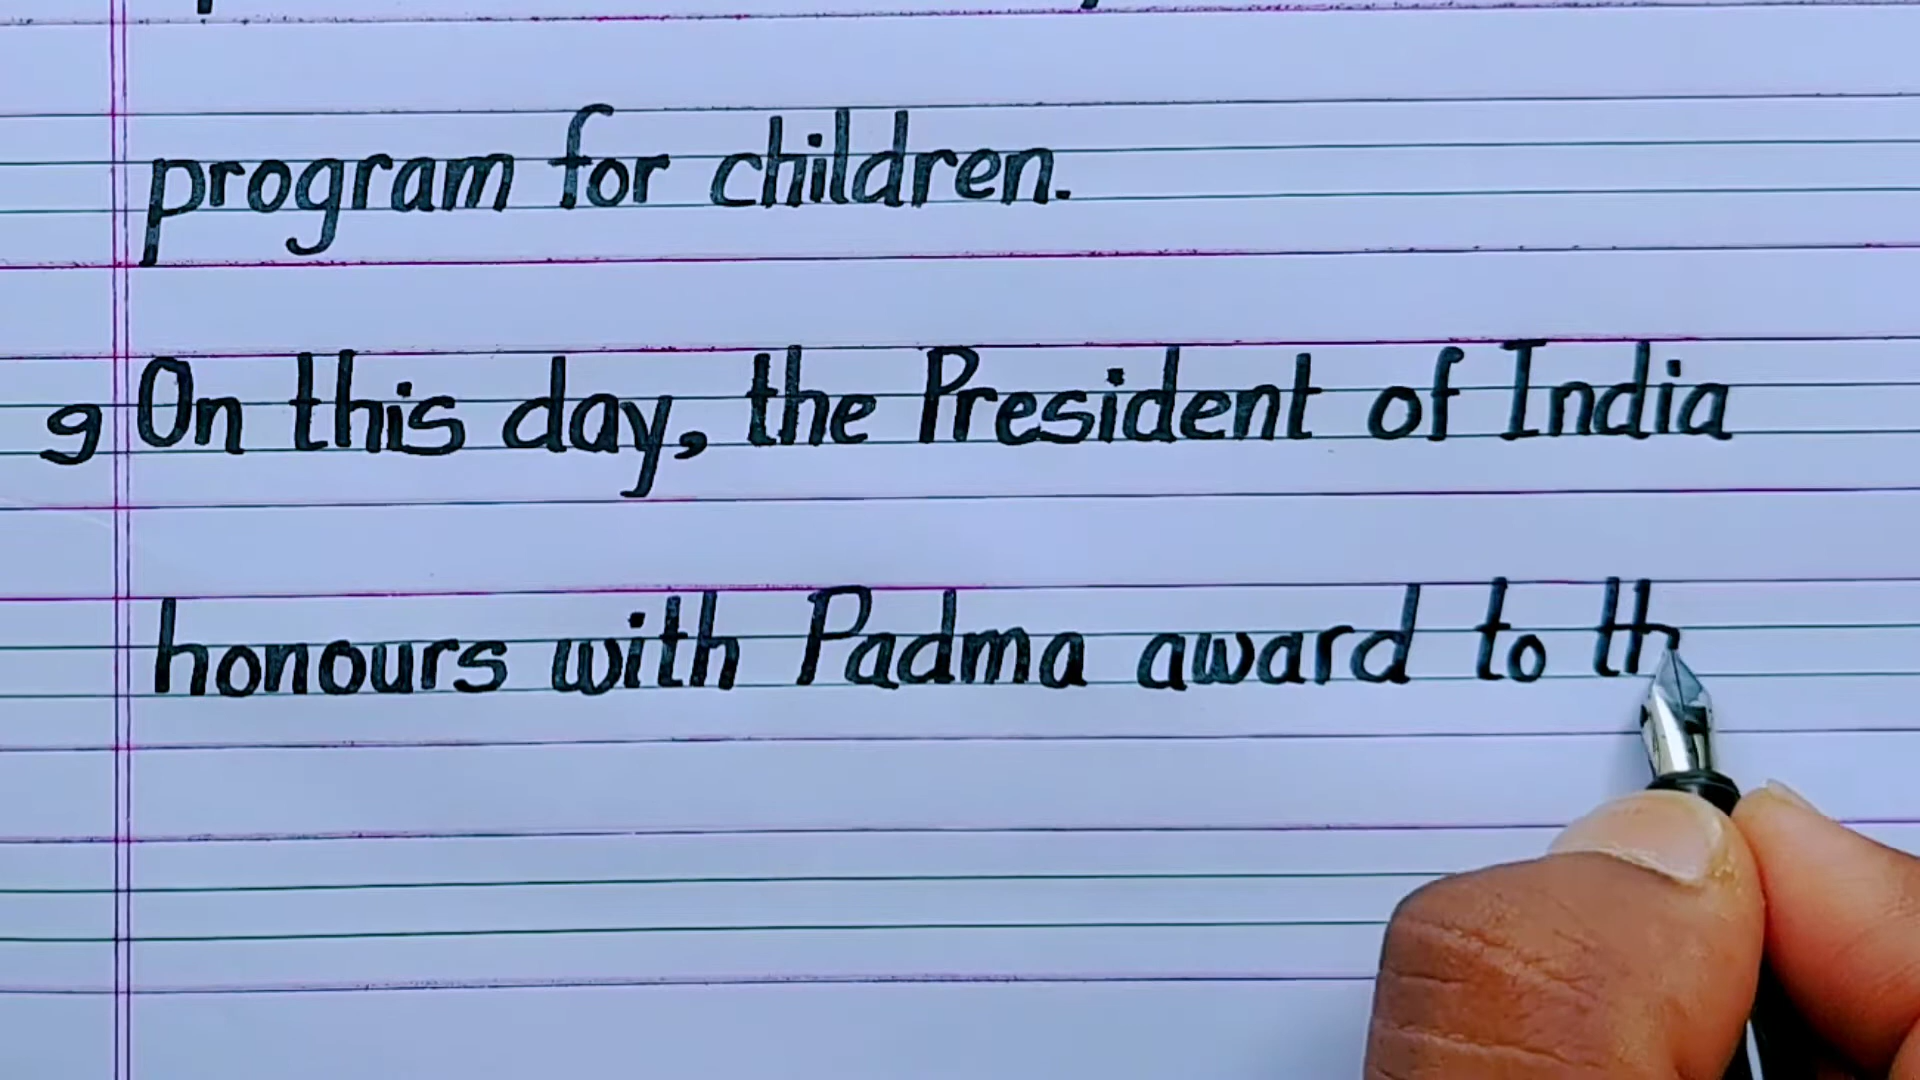 program for children.
9 On this day, the President of India
honours with Padma award to th